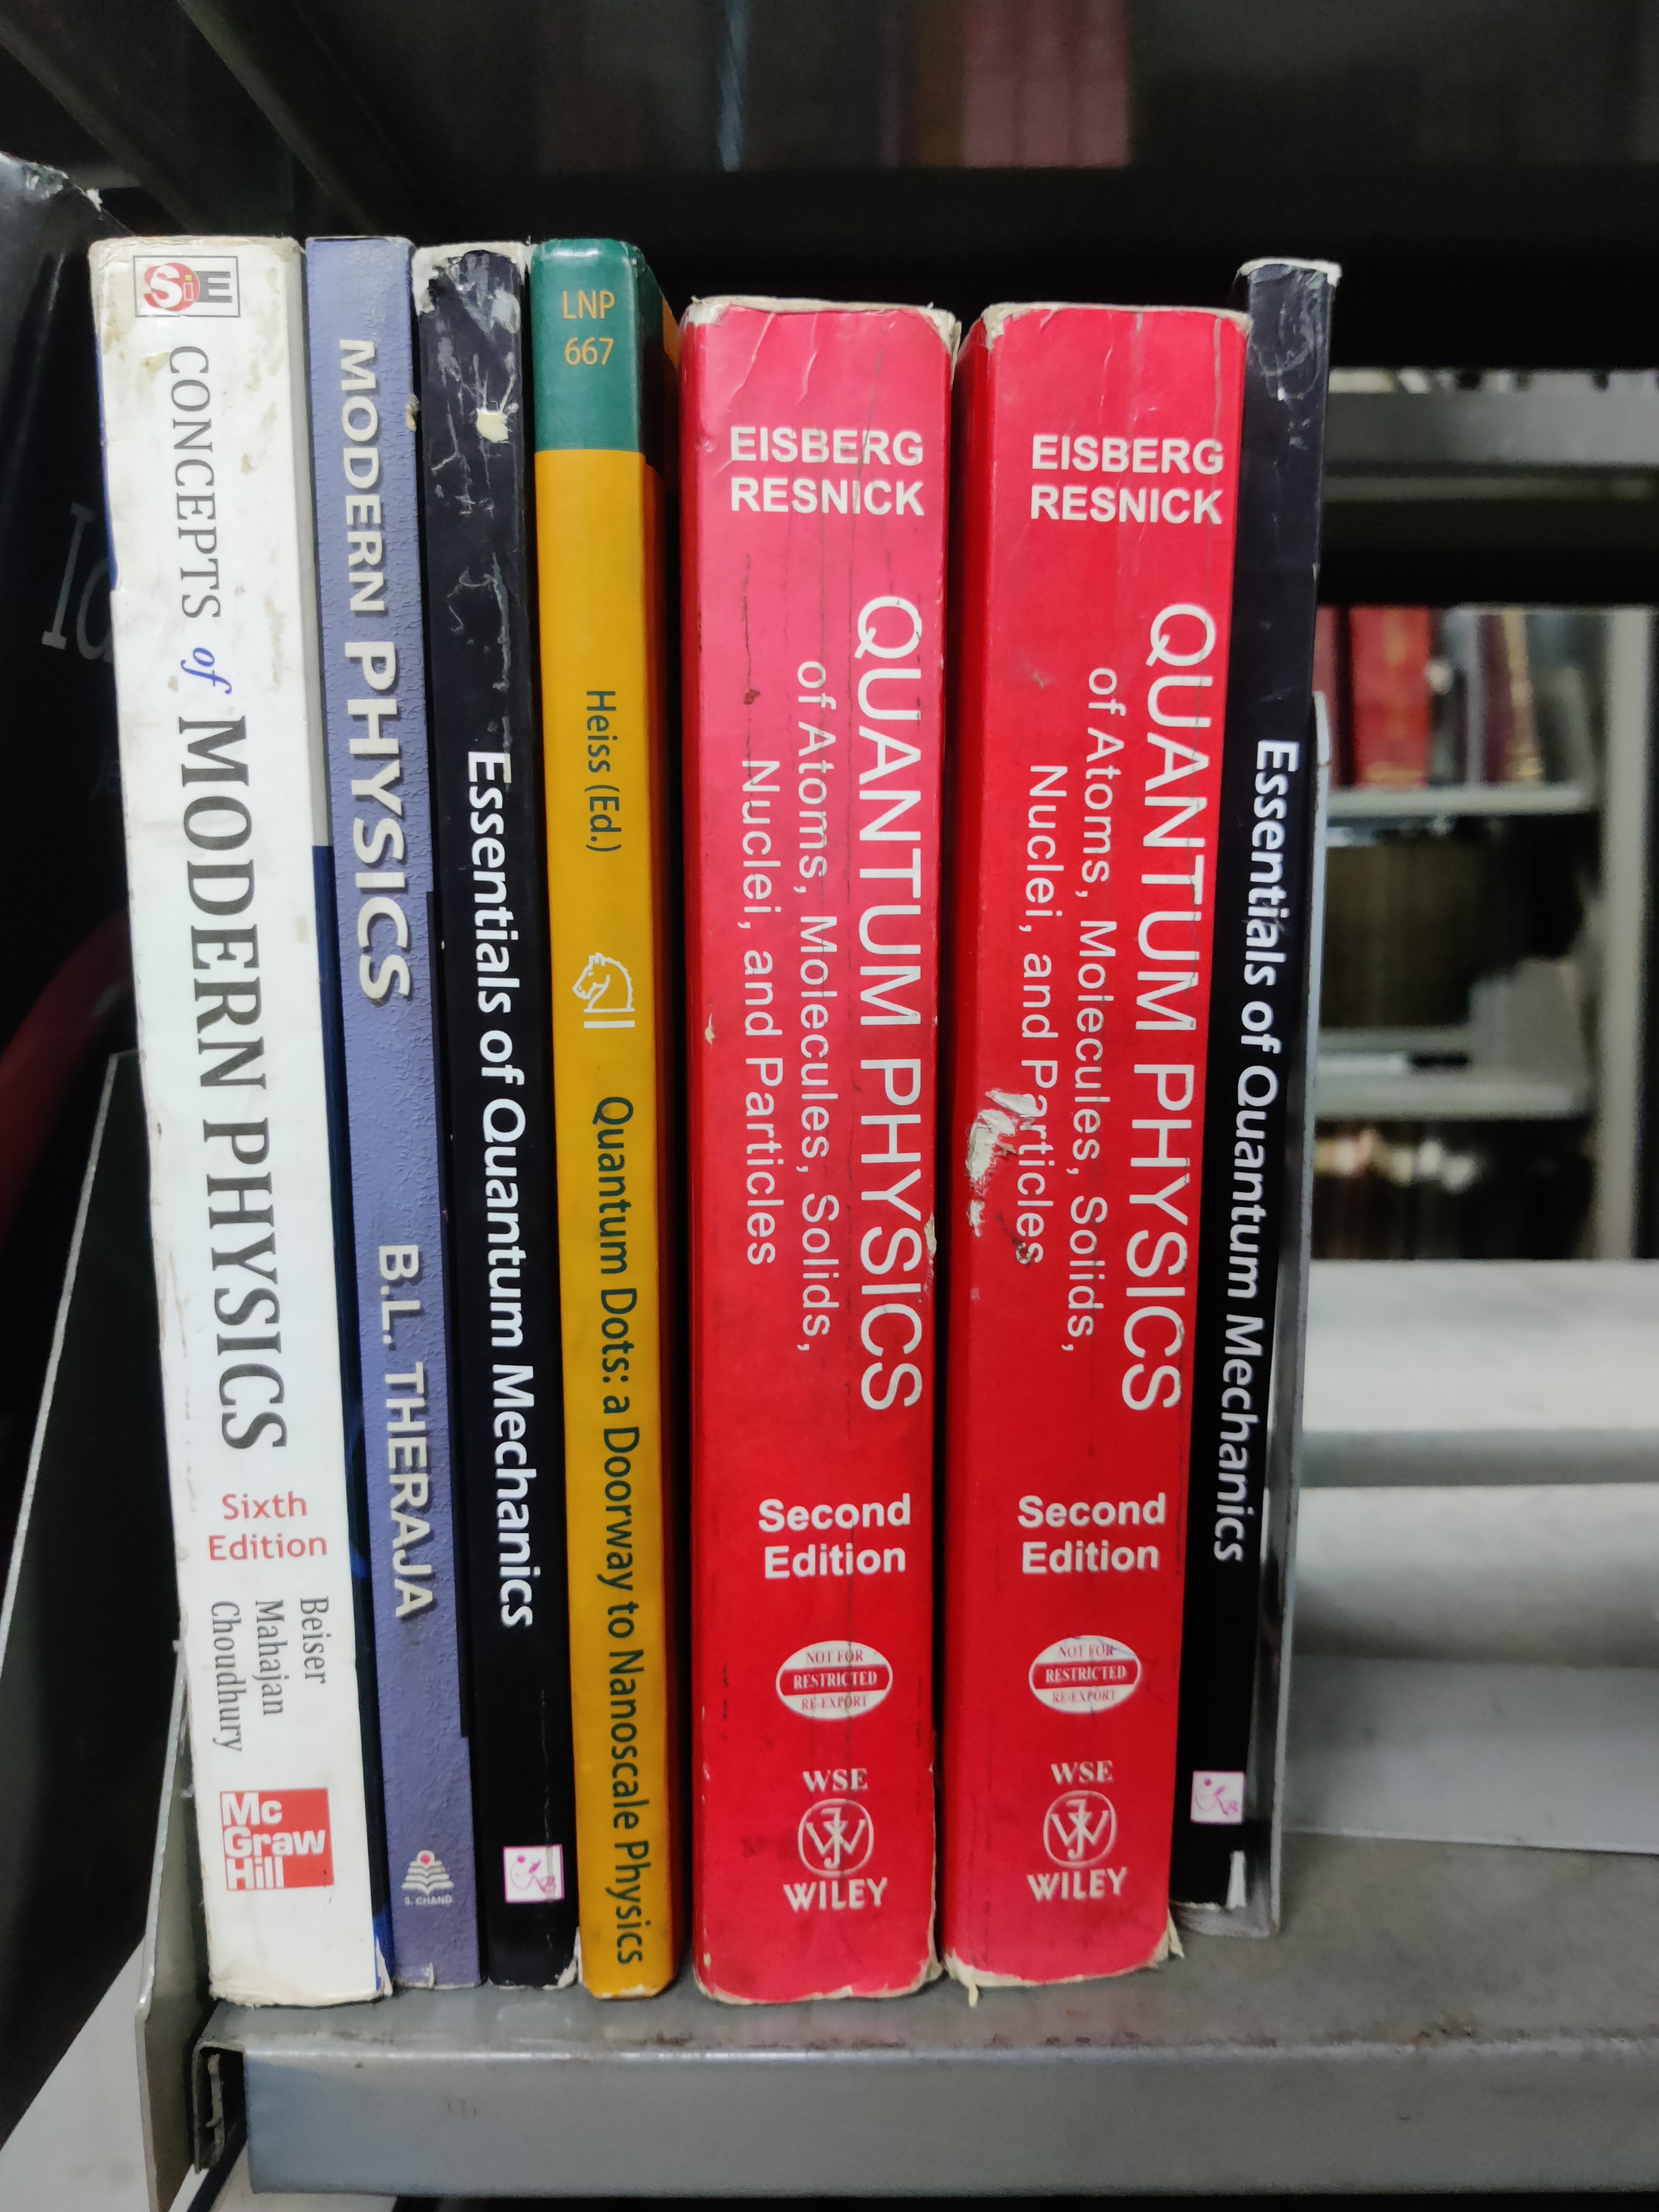 SiE
CONCEPTS of MODERN PHYSICS
Sixth
Edition
Beiser
Mahajan
Choudhury
Mc
Graw
Hill
MODERN PHYSICS
B.L. THERAJA
S. CHAND
Essentials of Quantum Mechanics
LNP
667
Heiss (Ed.)
Quantum Dots: a Doorway to Nanoscale Physics
EISBERG
RESNICK
QUANTUM PHYSICS
of Atoms, Molecules, Solids,
Nuclei, and Particles
Second
Edition
NOT FOR
RESTRICTED
RE-EXPORT
WSE
WILEY
EISBERG
RESNICK
QUANTUM PHYSICS
of Atoms, Molecules, Solids,
Nuclei, and Particles
Second
Edition
NOT FOR
RESTRICTED
RE-EXPORT
WSE
WILEY
Essentials of Quantum Mechanics